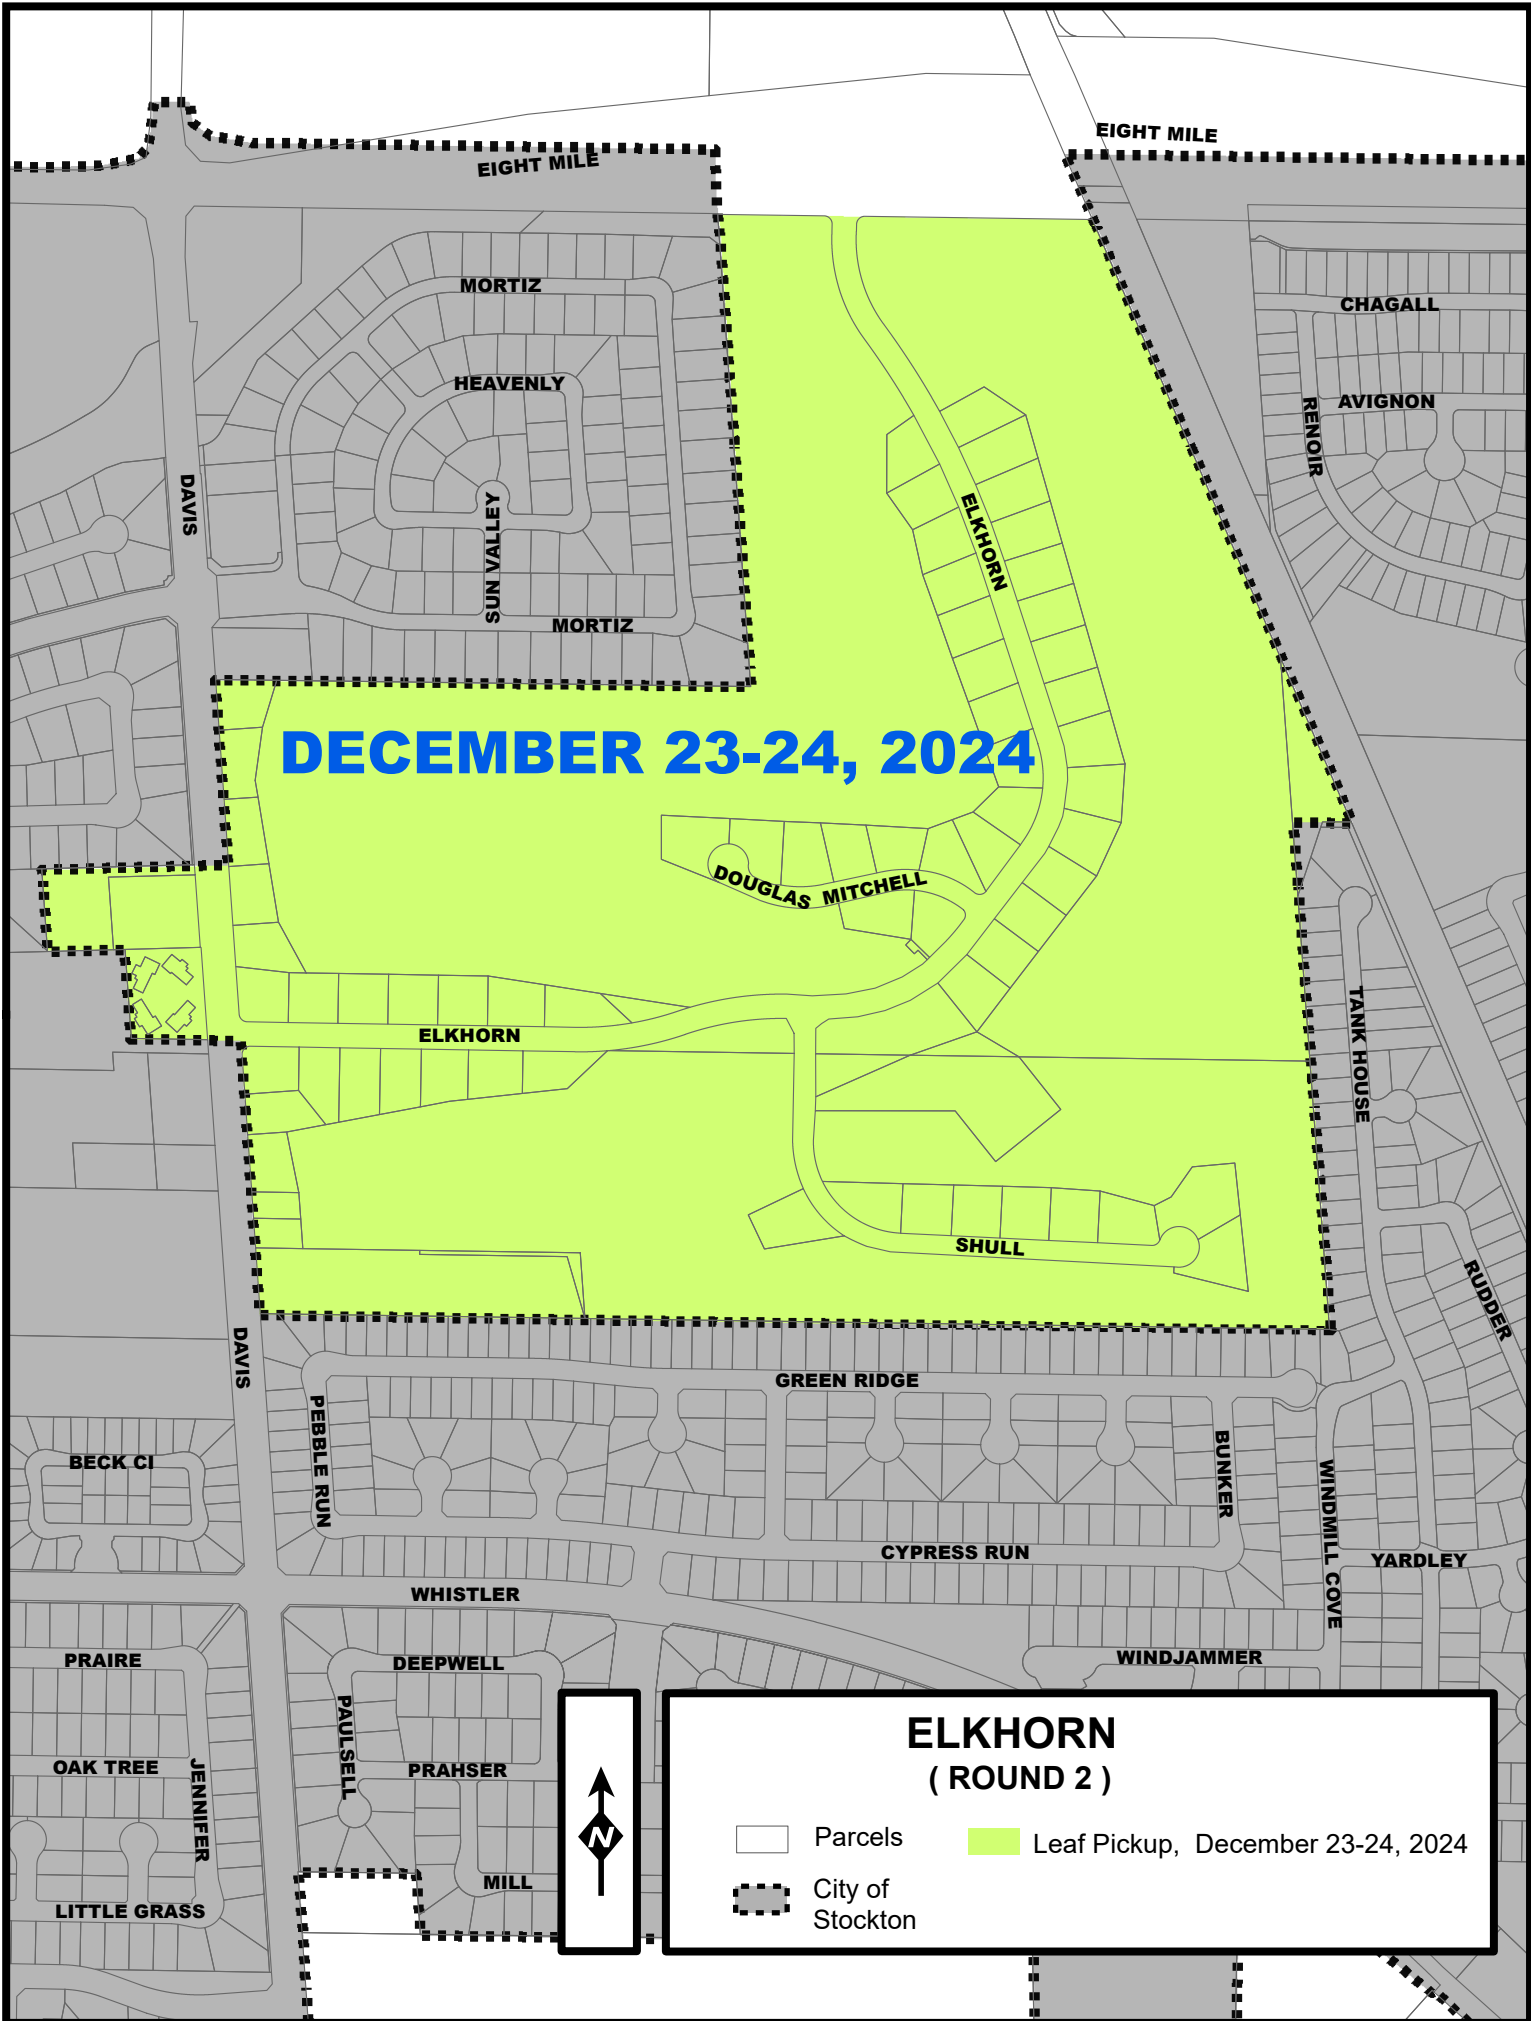 EIGHT MILE
EIGHT MILE
MORTIZ
CHAGALL
HEAVENLY
AVIGNON
RENOIR
DAVIS
SUN VALLEY
ELKHORN
MORTIZ
DECEMBER 23-24, 2024
DOUGLAS MITCHELL
ELKHORN
TANK HOUSE
SHULL
RUDDER
DAVIS
GREEN RIDGE
PEBBLE RUN
BECK CI
BUNKER
WINDMILL COVE
CYPRESS RUN
YARDLEY
WHISTLER
PRAIRE
DEEPWELL
WINDJAMMER
PAULSELL
OAK TREE
JENNIFER
PRAHSER
MILL
LITTLE GRASS
N
ELKHORN
( ROUND 2 )
Parcels
Leaf Pickup, December 23-24, 2024
City of
Stockton